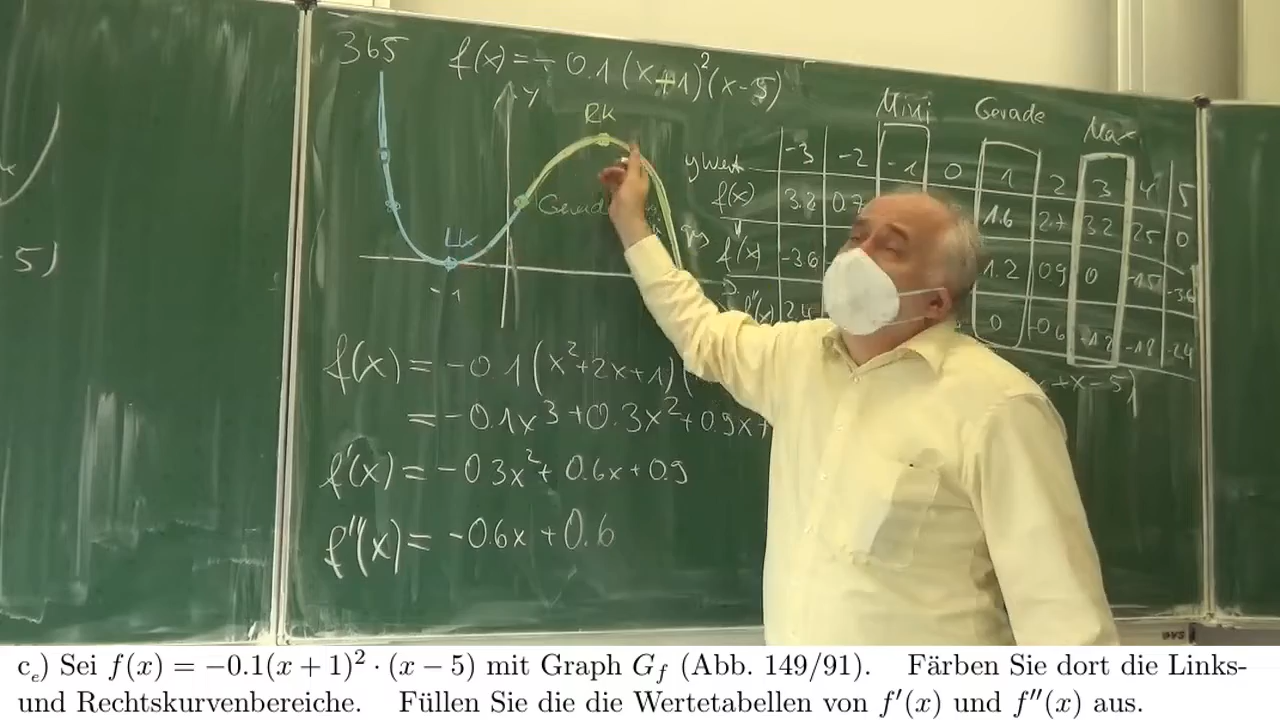 365
f(x) = -0.1(x+1)²(x-5)
y
RK
LK
Gerad
-1
5)
Mini Gerade Max
y Wert -3 -2 -1 0 1 2 3 4 5
f(x) 3.2 0.7 1.6 2.7 3.2 2.5 0
f'(x) -3.6 1.2 0.9 0 -1.5 -3.6
f''(x) 2.4 0 -0.6 -1.2 -1.8 -2.4
f(x) = -0.1(x²+2x+1)(
+x-5)
= -0.1x³+0.3x²+0.9x+
f'(x) = -0.3x²+0.6x+0.9
f''(x) = -0.6x+0.6
c.) Sei f(x) = −0.1(x + 1)² · (x − 5) mit Graph G_f (Abb. 149/91). Färben Sie dort die Links-
und Rechtskurvenbereiche. Füllen Sie die die Wertetabellen von f′(x) und f′′(x) aus.